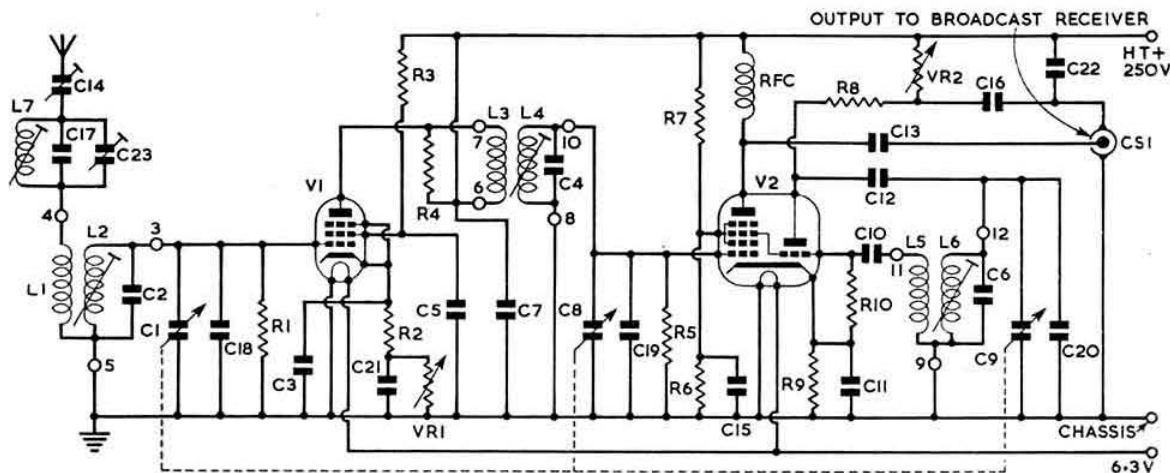 OUTPUT TO BROADCAST RECEIVER
HT+
250V
C14
L7
C17
C23
4
3
L2
L1
C2
5
C1
C18
R1
V1
R3
R4
L3
L4
7
6
10
C4
8
C3
R2
C21
VR1
C5
C7
C8
C19
R5
R7
R6
C15
RFC
V2
R8
VR2
C16
C22
C13
CS1
C12
C10
11
L5
L6
12
C6
R10
R9
C11
9
C9
C20
CHASSIS
6·3V